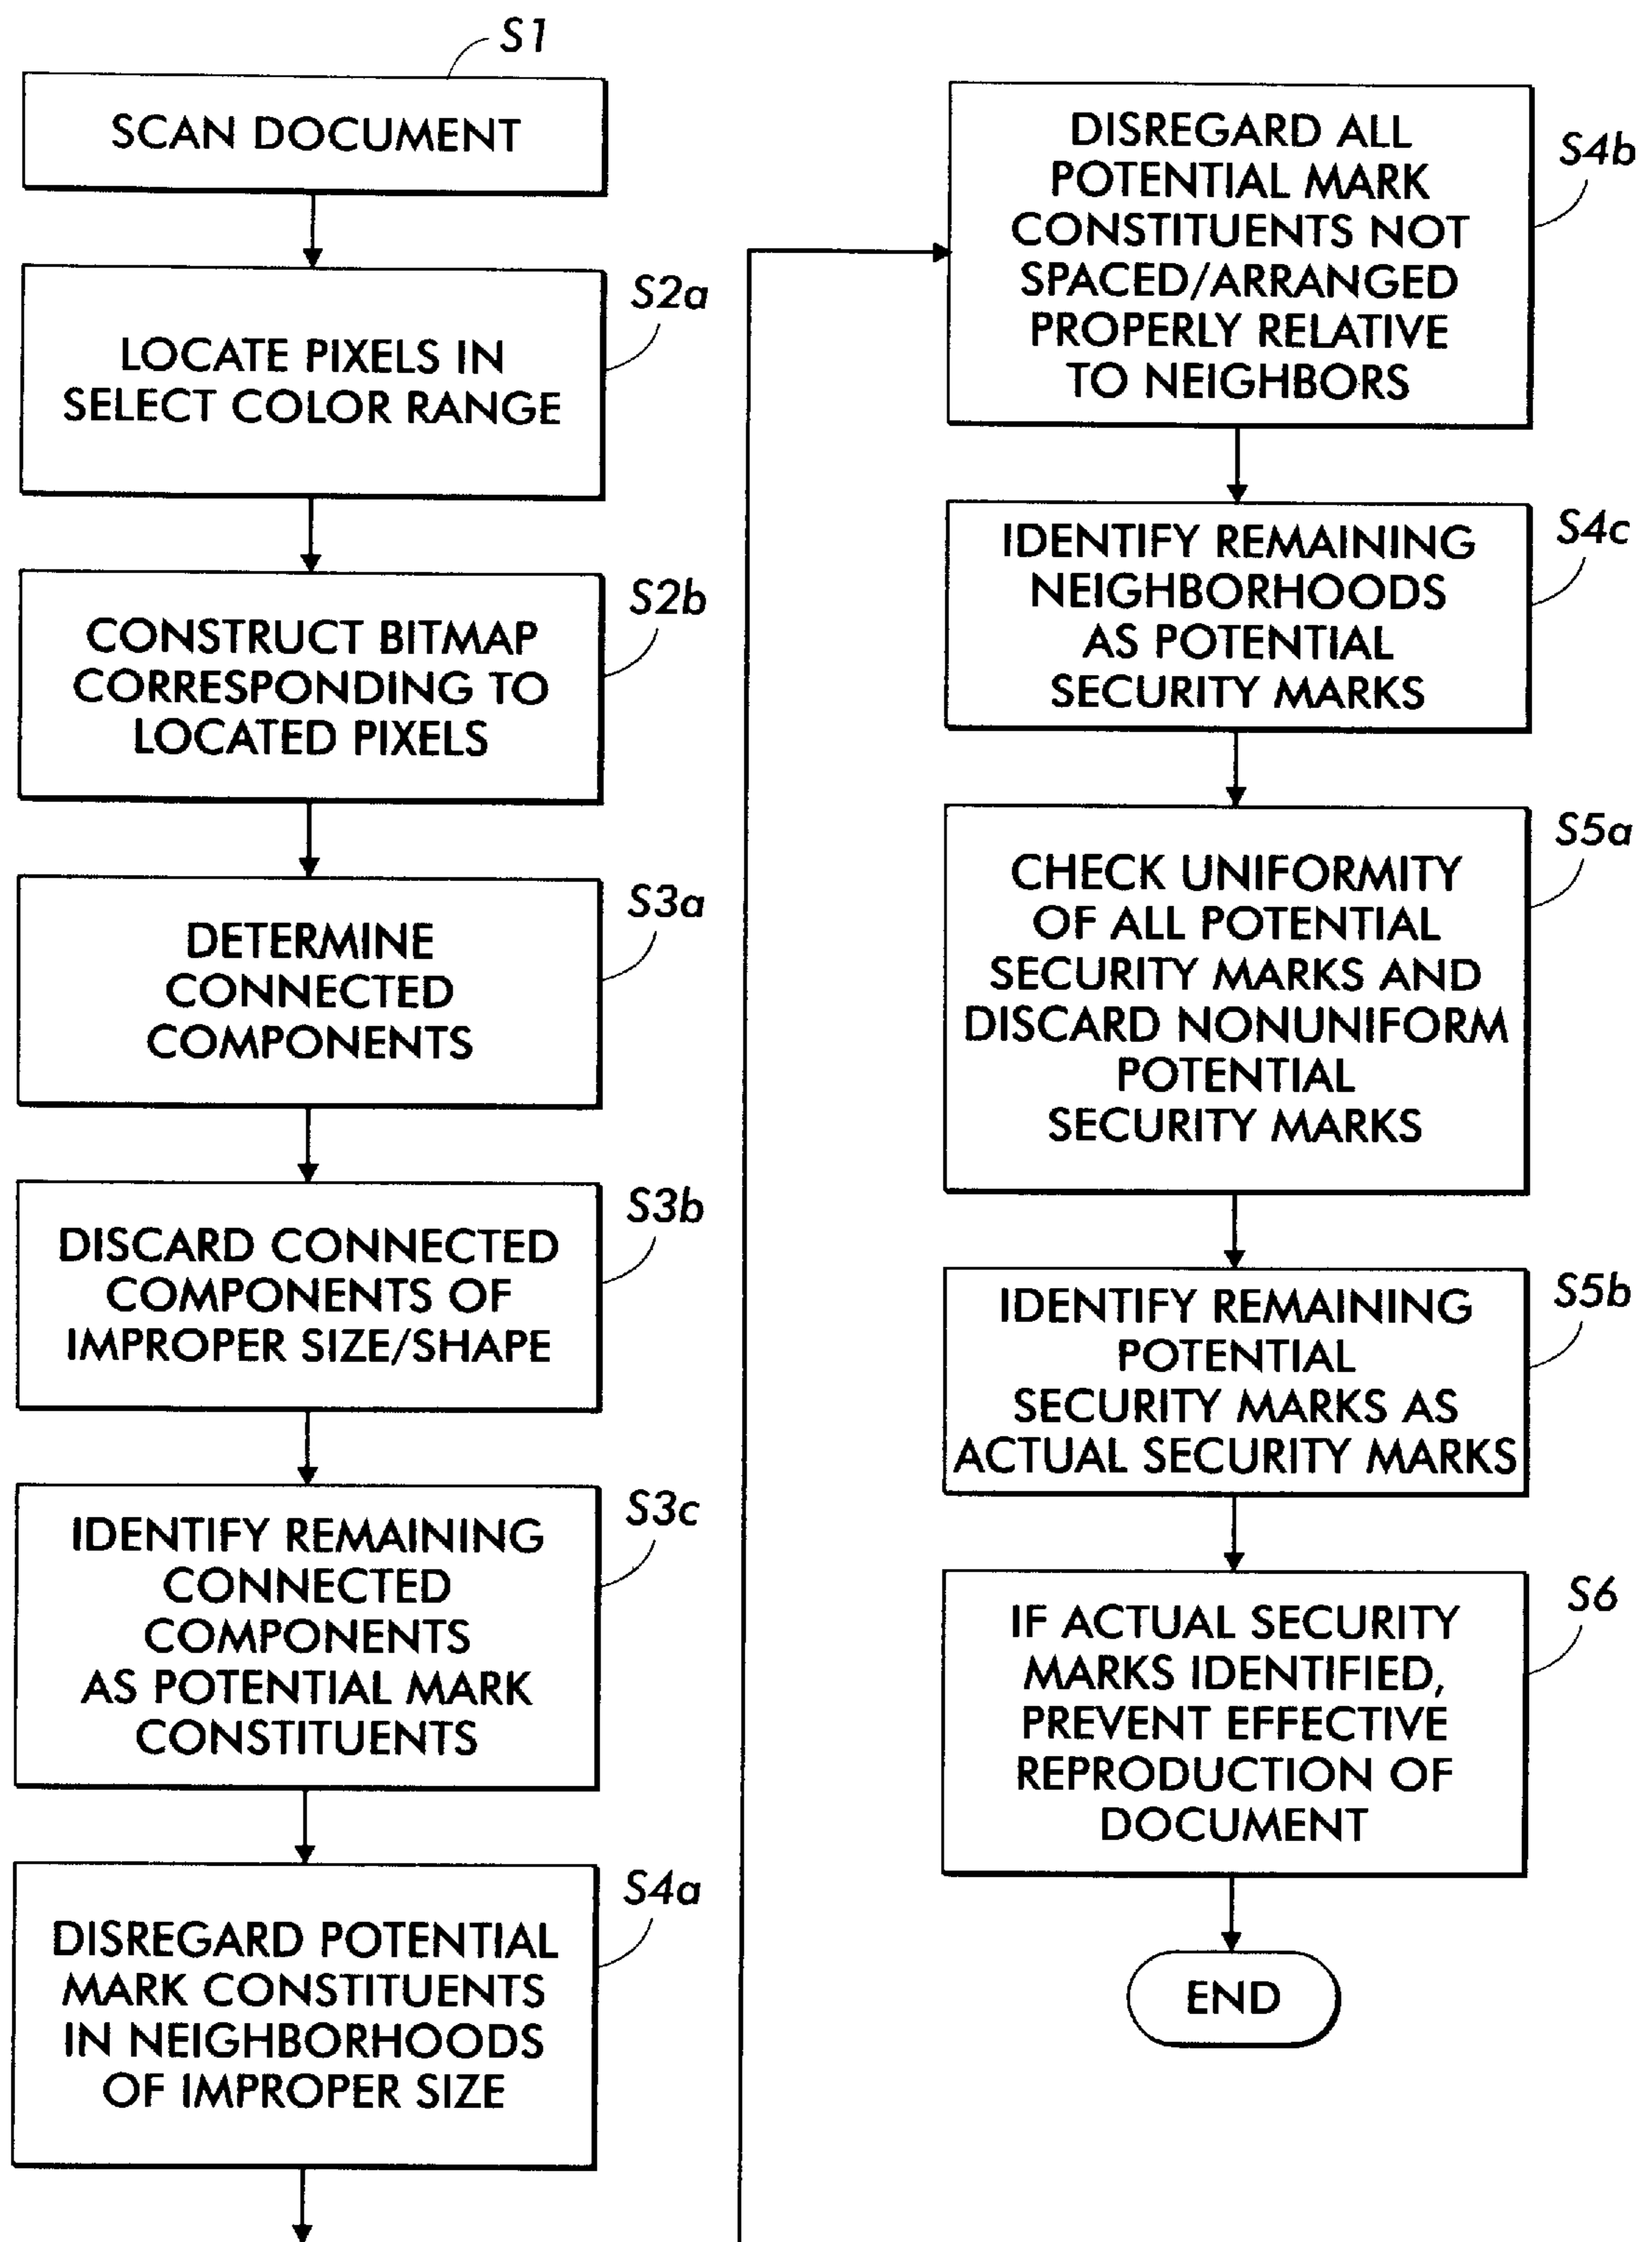 S1
SCAN DOCUMENT
S2a
LOCATE PIXELS IN
SELECT COLOR RANGE
S2b
CONSTRUCT BITMAP
CORRESPONDING TO
LOCATED PIXELS
S3a
DETERMINE
CONNECTED
COMPONENTS
S3b
DISCARD CONNECTED
COMPONENTS OF
IMPROPER SIZE/SHAPE
S3c
IDENTIFY REMAINING
CONNECTED
COMPONENTS
AS POTENTIAL MARK
CONSTITUENTS
S4a
DISREGARD POTENTIAL
MARK CONSTITUENTS
IN NEIGHBORHOODS
OF IMPROPER SIZE
S4b
DISREGARD ALL
POTENTIAL MARK
CONSTITUENTS NOT
SPACED/ARRANGED
PROPERLY RELATIVE
TO NEIGHBORS
S4c
IDENTIFY REMAINING
NEIGHBORHOODS
AS POTENTIAL
SECURITY MARKS
S5a
CHECK UNIFORMITY
OF ALL POTENTIAL
SECURITY MARKS AND
DISCARD NONUNIFORM
POTENTIAL
SECURITY MARKS
S5b
IDENTIFY REMAINING
POTENTIAL
SECURITY MARKS AS
ACTUAL SECURITY MARKS
S6
IF ACTUAL SECURITY
MARKS IDENTIFIED,
PREVENT EFFECTIVE
REPRODUCTION OF
DOCUMENT
END